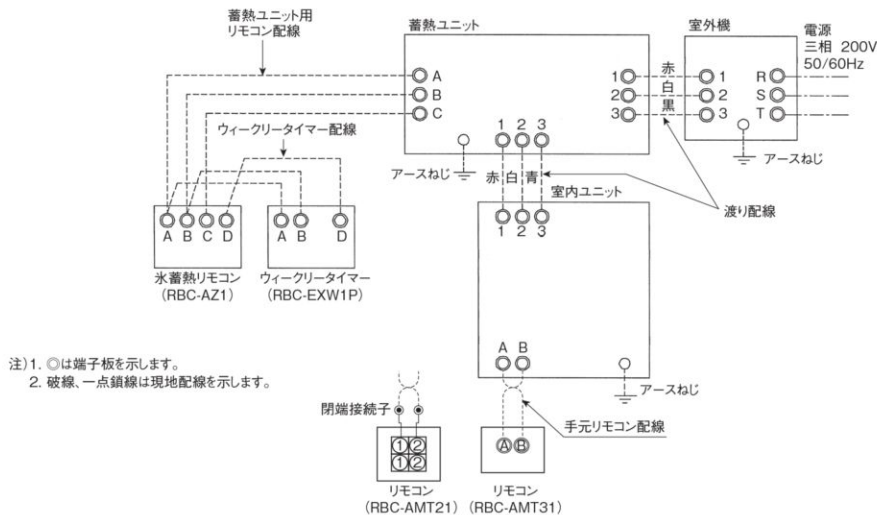 蓄熱ユニット用
リモコン配線
蓄熱ユニット
室外機
電源
三相 200V
50/60Hz
A
B
C
1 赤 1
2 白 2
3 黒 3
R
S
T
ウィークリータイマー配線
1 2 3
アースねじ
アースねじ
赤 白 青
室内ユニット
渡り配線
1 2 3
A B C D
A B D
氷蓄熱リモコン
(RBC-AZ1)
ウィークリータイマー
(RBC-EXW1P)
注)1. ◎は端子板を示します。
2. 破線、一点鎖線は現地配線を示します。
A B
アースねじ
閉端接続子
手元リモコン配線
① ②
① ②
A B
リモコン
(RBC-AMT21)
リモコン
(RBC-AMT31)